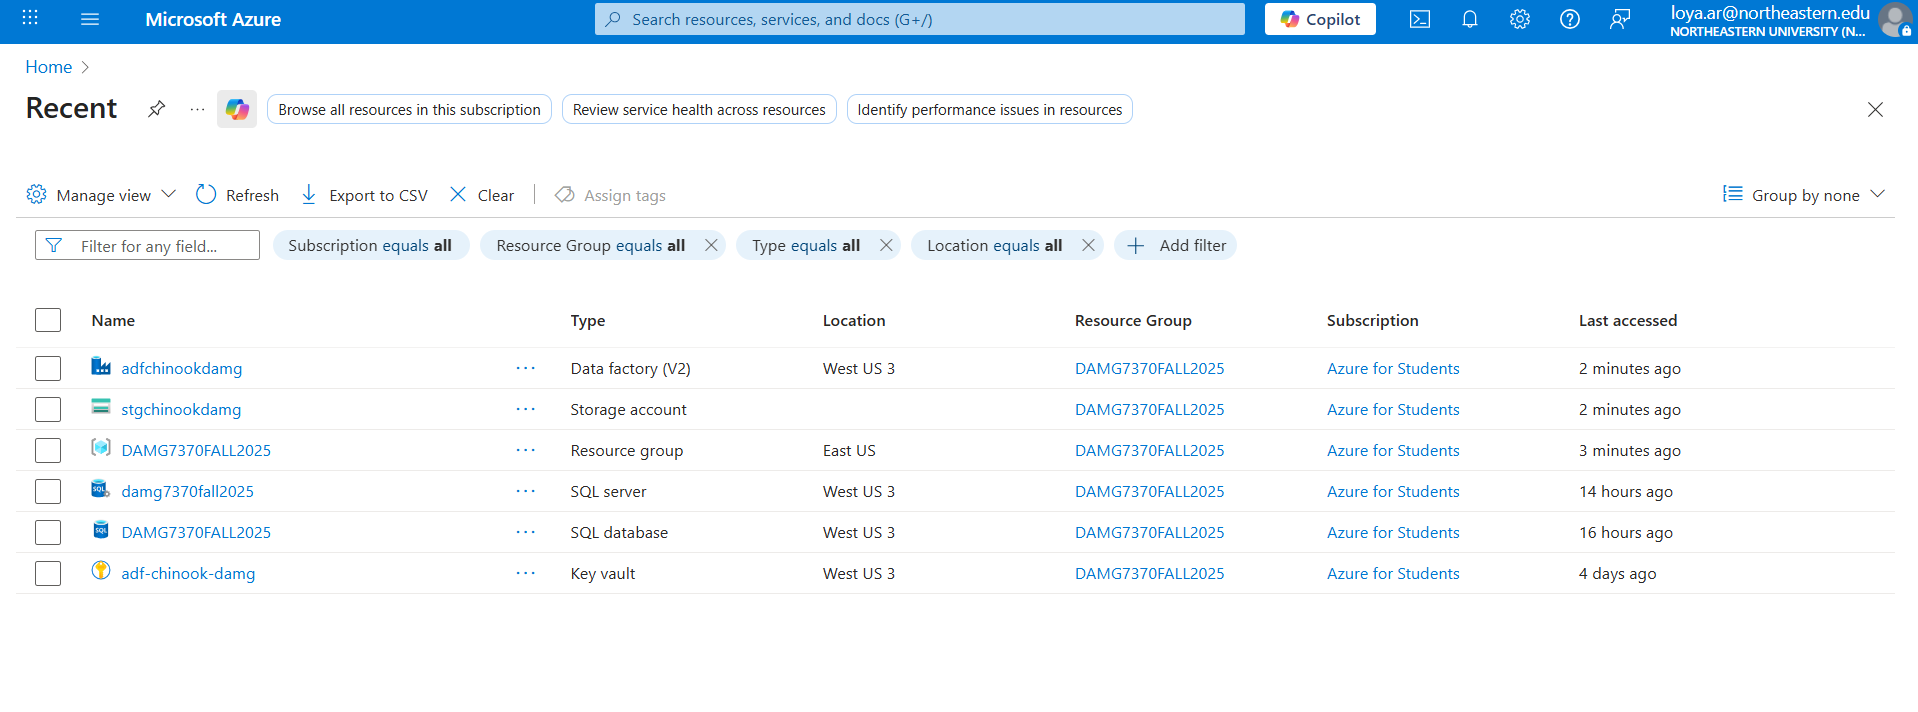 Microsoft Azure
Search resources, services, and docs (G+/)
Copilot
loya.ar@northeastern.edu
NORTHEASTERN UNIVERSITY (N...
Home
Recent
Browse all resources in this subscription
Review service health across resources
Identify performance issues in resources
Manage view
Refresh
Export to CSV
Clear
Assign tags
Group by none
Filter for any field...
Subscription equals all
Resource Group equals all
Type equals all
Location equals all
Add filter
Name Type Location Resource Group Subscription Last accessed
adfchinookdamg ... Data factory (V2) West US 3 DAMG7370FALL2025 Azure for Students 2 minutes ago
stgchinookdamg ... Storage account DAMG7370FALL2025 Azure for Students 2 minutes ago
DAMG7370FALL2025 ... Resource group East US DAMG7370FALL2025 Azure for Students 3 minutes ago
damg7370fall2025 ... SQL server West US 3 DAMG7370FALL2025 Azure for Students 14 hours ago
DAMG7370FALL2025 ... SQL database West US 3 DAMG7370FALL2025 Azure for Students 16 hours ago
adf-chinook-damg ... Key vault West US 3 DAMG7370FALL2025 Azure for Students 4 days ago